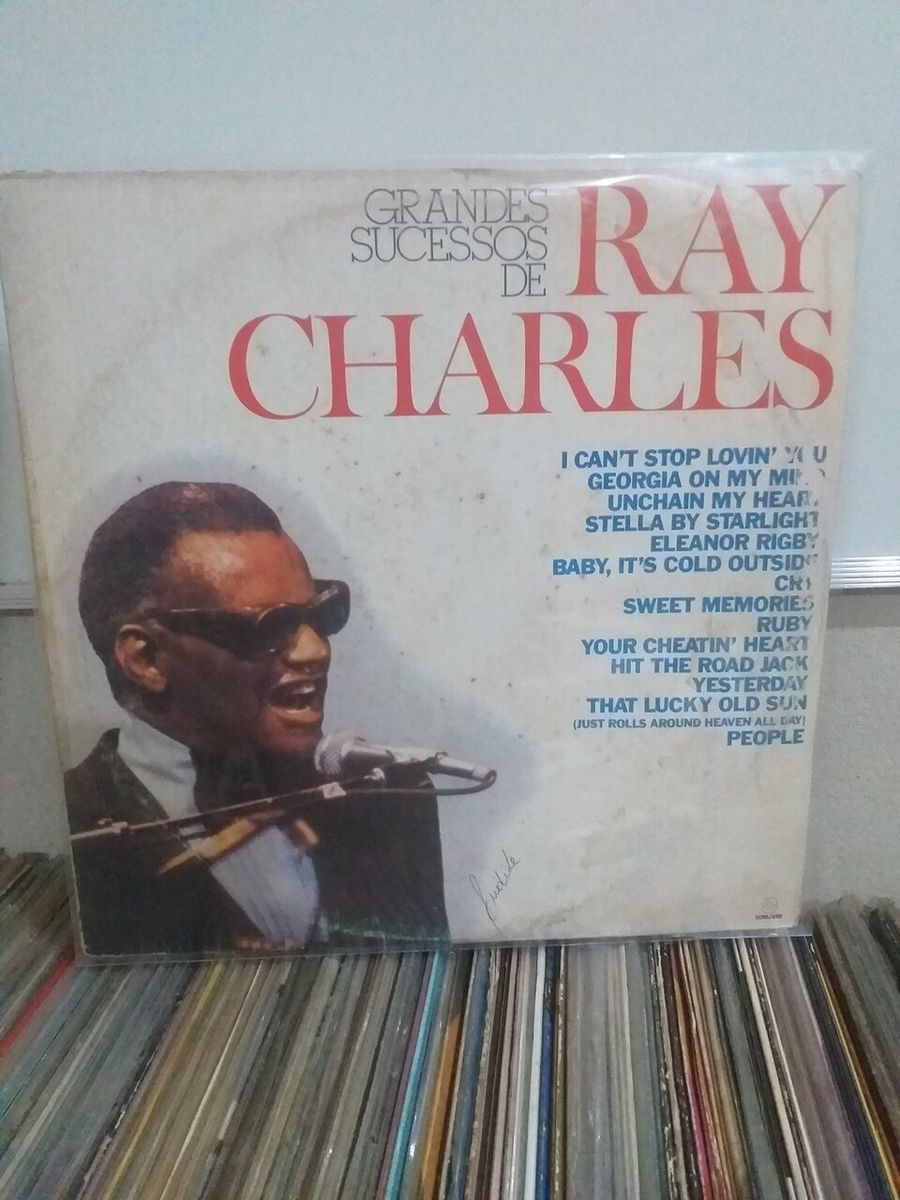 GRANDES
SUCESSOS
DE
RAY
CHARLES
I CAN'T STOP LOVIN' YOU
GEORGIA ON MY MIND
UNCHAIN MY HEART
STELLA BY STARLIGHT
ELEANOR RIGBY
BABY, IT'S COLD OUTSIDE
CRY
SWEET MEMORIES
RUBY
YOUR CHEATIN' HEART
HIT THE ROAD JACK
YESTERDAY
THAT LUCKY OLD SUN
(JUST ROLLS AROUND HEAVEN ALL DAY)
PEOPLE
SOM LIVRE